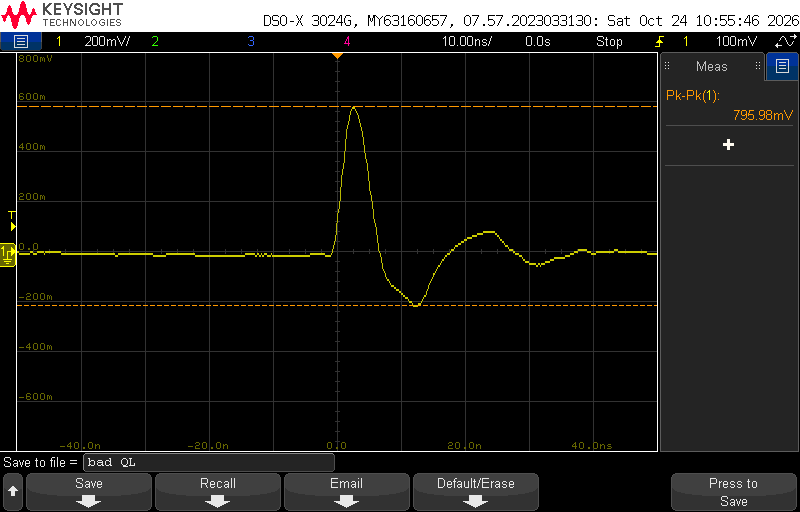 KEYSIGHT
TECHNOLOGIES
DSO-X 3024G, MY63160657, 07.57.2023033130: Sat Oct 24 10:55:46 2026
1 200mV/ 2 3 4 10.00ns/ 0.0s Stop 1 100mV
800mV
Meas
Pk-Pk(1):
795.98mV
600m
400m
200m
T
0.0
1
-200m
-400m
-600m
-40.0n -20.0n 0.0 20.0n 40.0ns
Save to file = bad QL
Save Recall Email Default/Erase Press to
Save